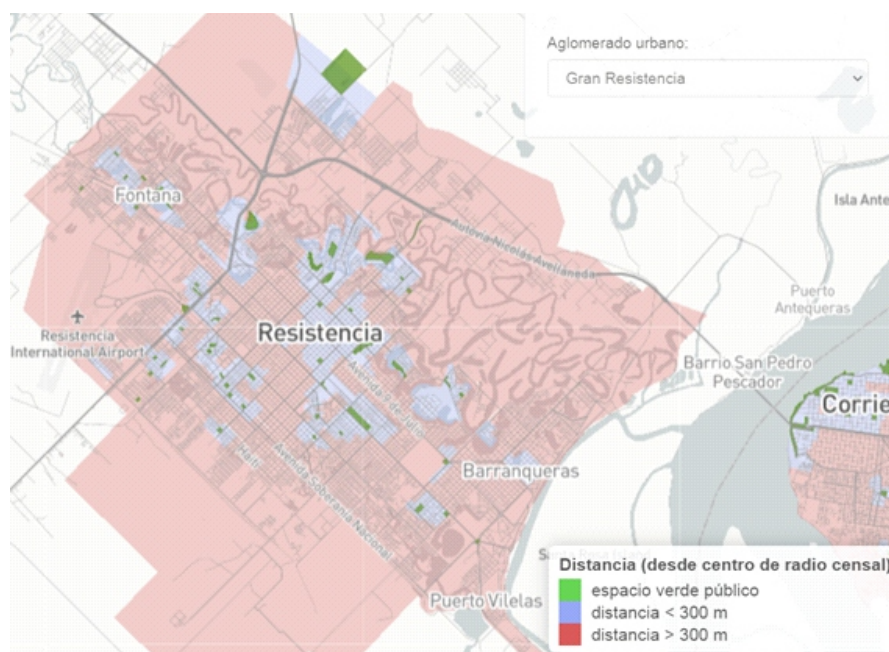 Aglomerado urbano:
Gran Resistencia
Fontana
Isla Ante
Autovía Nicolás Avellaneda
Puerto
Antequeras
Resistencia
Resistencia
International Airport
Avenida 9 de Julio
Barrio San Pedro
Pescador
Corrie
Martí
Avenida Soberanía Nacional
Barranqueras
Puerto Vilelas
Distancia (desde centro de radio censal)
espacio verde público
distancia < 300 m
distancia > 300 m